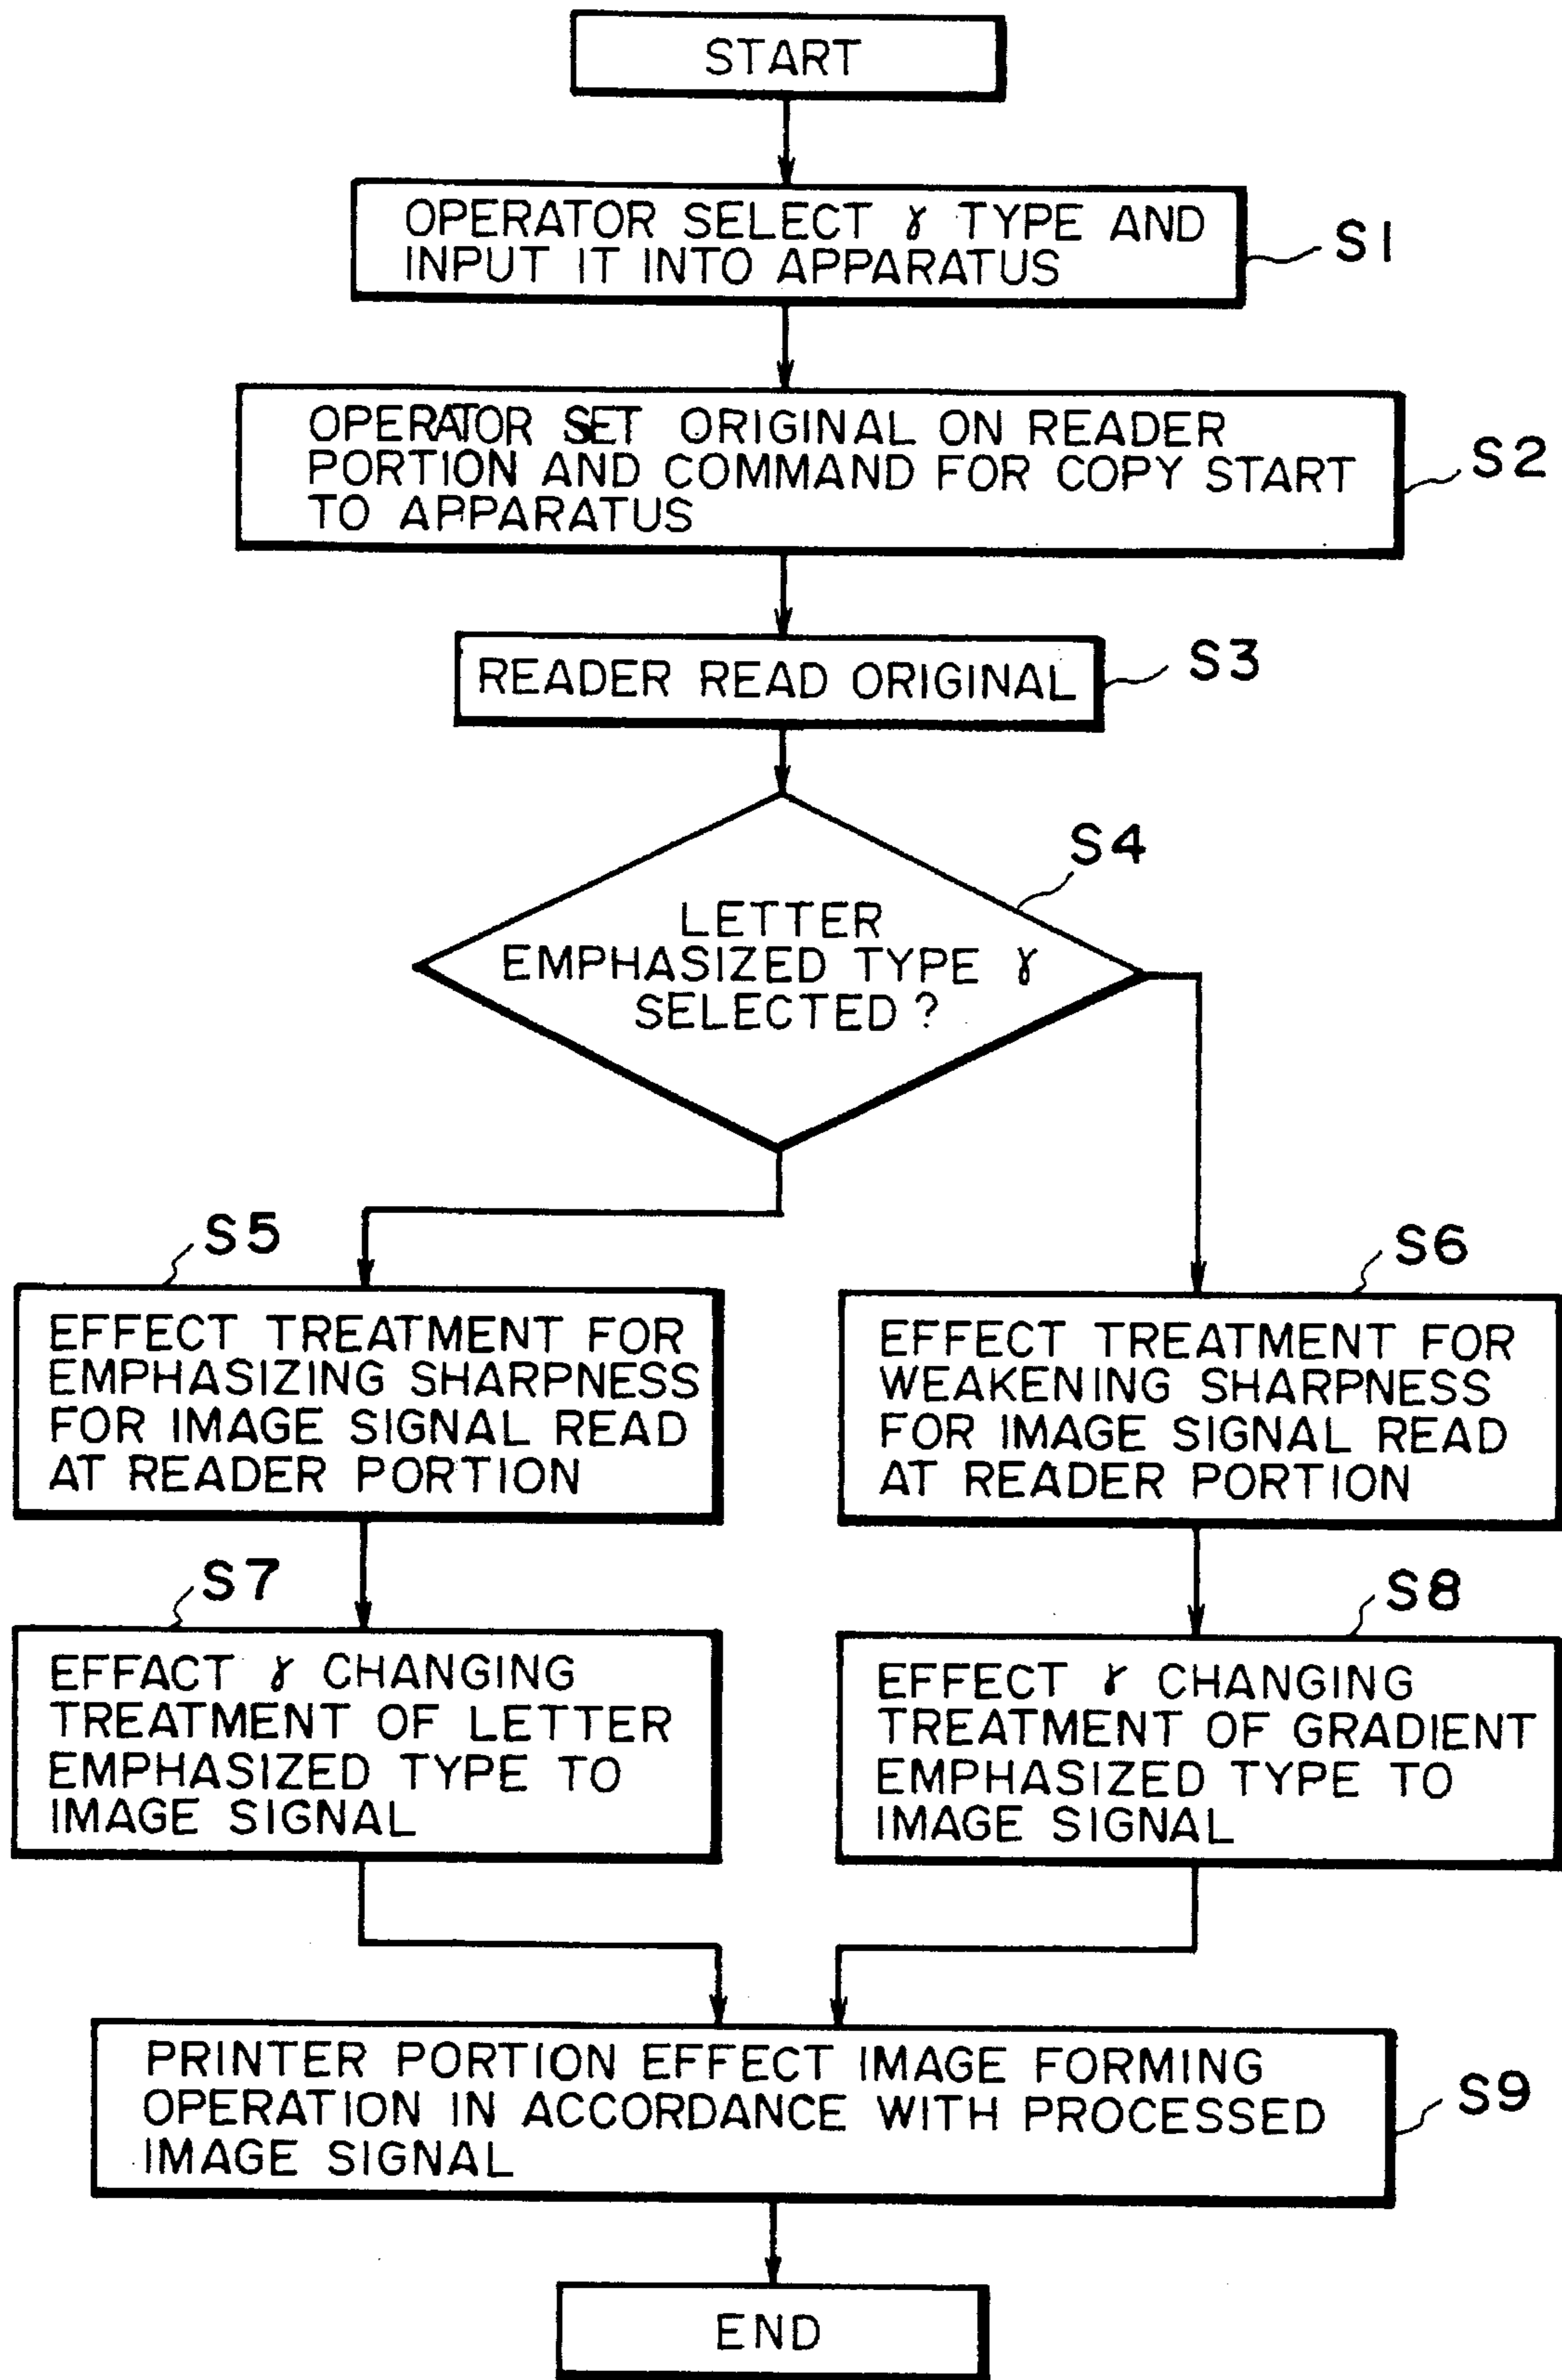 START
OPERATOR SELECT γ TYPE AND
INPUT IT INTO APPARATUS
S1
OPERATOR SET ORIGINAL ON READER
PORTION AND COMMAND FOR COPY START
TO APPARATUS
S2
READER READ ORIGINAL
S3
S4
LETTER
EMPHASIZED TYPE γ
SELECTED?
S5
EFFECT TREATMENT FOR
EMPHASIZING SHARPNESS
FOR IMAGE SIGNAL READ
AT READER PORTION
S6
EFFECT TREATMENT FOR
WEAKENING SHARPNESS
FOR IMAGE SIGNAL READ
AT READER PORTION
S7
EFFACT γ CHANGING
TREATMENT OF LETTER
EMPHASIZED TYPE TO
IMAGE SIGNAL
S8
EFFECT γ CHANGING
TREATMENT OF GRADIENT
EMPHASIZED TYPE TO
IMAGE SIGNAL
PRINTER PORTION EFFECT IMAGE FORMING
OPERATION IN ACCORDANCE WITH PROCESSED
IMAGE SIGNAL
S9
END